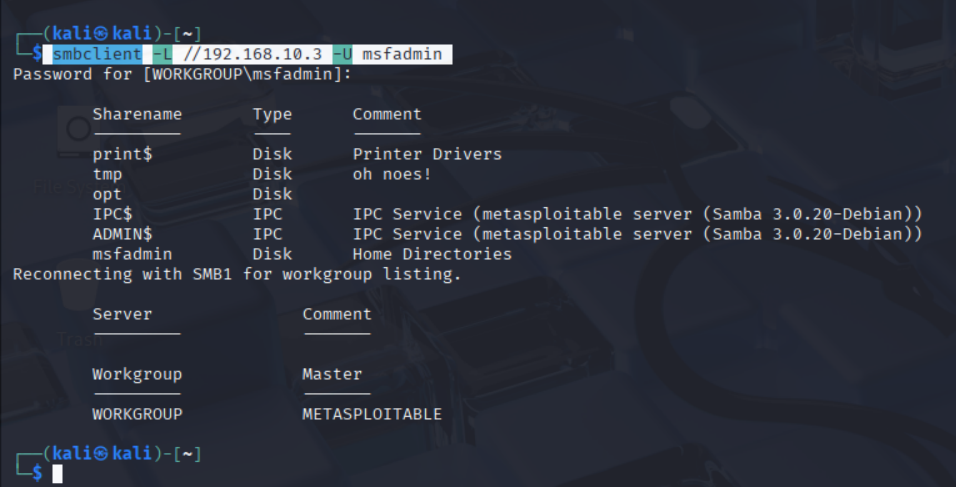 (kali㉿kali)-[~]
$ smbclient -L //192.168.10.3 -U msfadmin
Password for [WORKGROUP\msfadmin]:
Sharename Type Comment
print$ Disk Printer Drivers
tmp Disk oh noes!
opt Disk
IPC$ IPC IPC Service (metasploitable server (Samba 3.0.20-Debian))
ADMIN$ IPC IPC Service (metasploitable server (Samba 3.0.20-Debian))
msfadmin Disk Home Directories
Reconnecting with SMB1 for workgroup listing.
Server Comment
Trash
Workgroup Master
WORKGROUP METASPLOITABLE
(kali㉿kali)-[~]
$